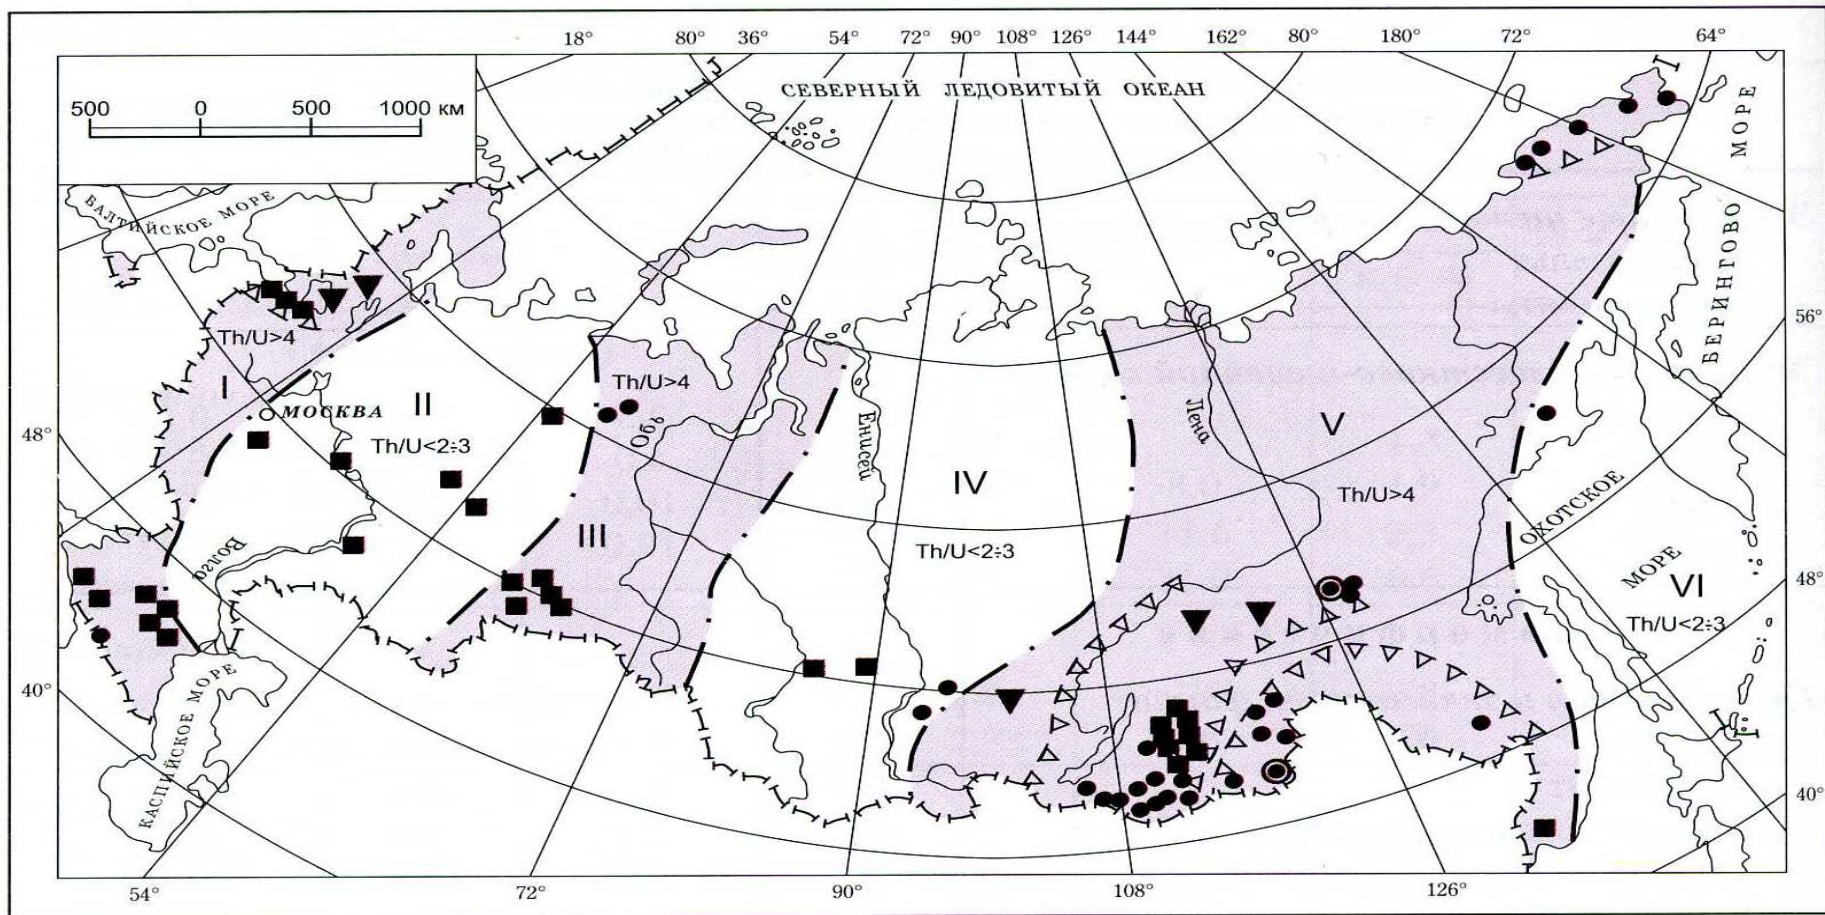 18° 80° 36° 54° 72° 90° 108° 126° 144° 162° 80° 180° 72° 64°
500 0 500 1000 км
СЕВЕРНЫЙ ЛЕДОВИТЫЙ ОКЕАН
БАЛТИЙСКОЕ МОРЕ
БЕРИНГОВО МОРЕ
56°
Th/U>4
I
МОСКВА
II
Th/U<2÷3
Th/U>4
Обь
Енисей
Лена
V
Th/U>4
48°
III
IV
Th/U<2÷3
Волга
ОХОТСКОЕ
МОРЕ
VI
Th/U<2÷3
48°
40°
КАСПИЙСКОЕ МОРЕ
40°
54° 72° 90° 108° 126°